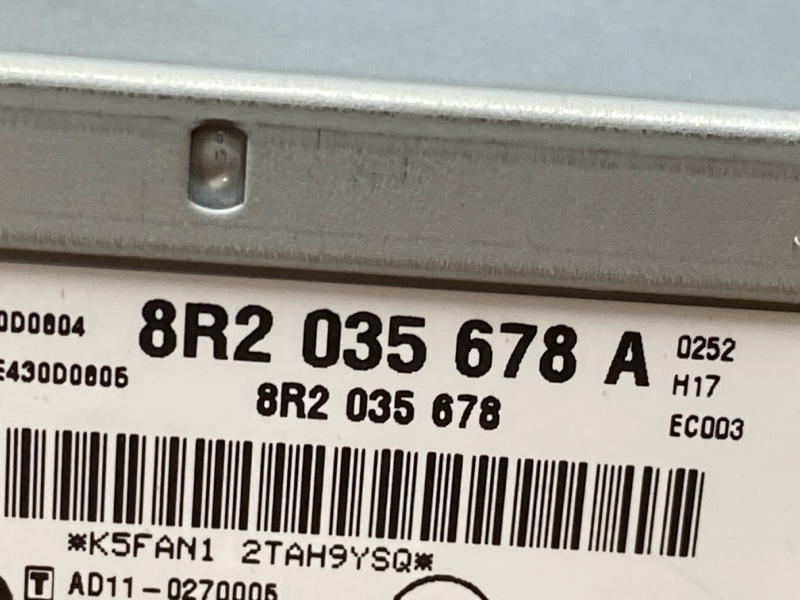 0D0804
8R2 035 678 A
0252
E430D0805
8R2 035 678
H17
EC003
*K5FAN1 2TAH9YSQ*
T AD11-0270005